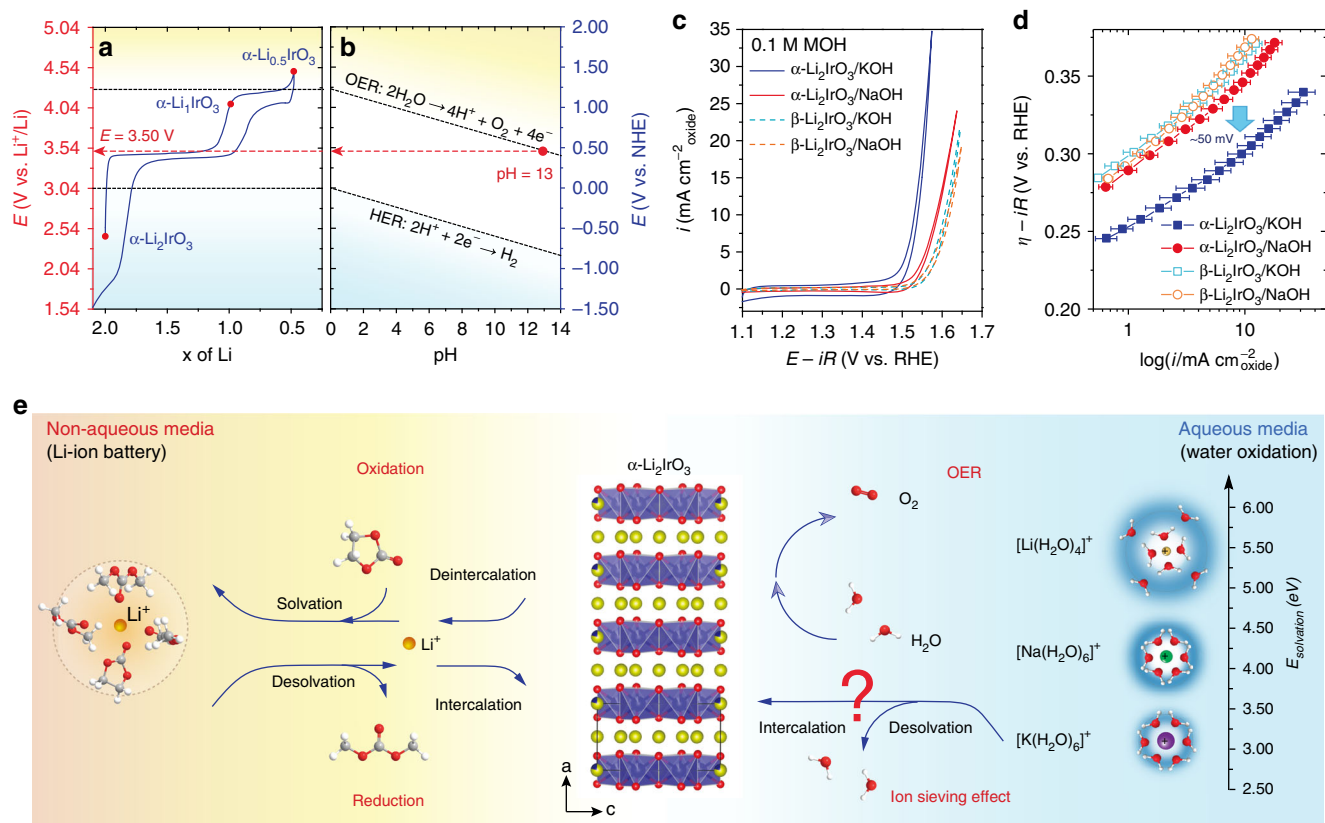 a
5.04
4.54
4.04
3.54
3.04
2.54
2.04
1.54
E (V vs. Li⁺/Li)
α-Li₀.₅IrO₃
α-Li₁IrO₃
E = 3.50 V
α-Li₂IrO₃
2.0 1.5 1.0 0.5
x of Li
b
OER: 2H₂O → 4H⁺ + O₂ + 4e⁻
pH = 13
HER: 2H⁺ + 2e⁻ → H₂
0 2 4 6 8 10 12 14
pH
2.00
1.50
1.00
0.50
0.00
−0.50
−1.00
−1.50
E (V vs. NHE)
c
35
30
25
20
15
10
5
0
i (mA cm⁻²oxide)
0.1 M MOH
α-Li₂IrO₃/KOH
α-Li₂IrO₃/NaOH
β-Li₂IrO₃/KOH
β-Li₂IrO₃/NaOH
1.1 1.2 1.3 1.4 1.5 1.6 1.7
E – iR (V vs. RHE)
d
0.35
0.30
0.25
0.20
η – iR (V vs. RHE)
~50 mV
α-Li₂IrO₃/KOH
α-Li₂IrO₃/NaOH
β-Li₂IrO₃/KOH
β-Li₂IrO₃/NaOH
1 10
log(i/mA cm⁻²oxide)
e
Non-aqueous media
(Li-ion battery)
Oxidation
Li⁺
Solvation
Deintercalation
Li⁺
Desolvation
Intercalation
Reduction
α-Li₂IrO₃
a
c
OER
O₂
H₂O
?
Intercalation
Desolvation
Ion sieving effect
Aqueous media
(water oxidation)
[Li(H₂O)₄]⁺
+
[Na(H₂O)₆]⁺
+
[K(H₂O)₆]⁺
+
6.00
5.50
5.00
4.50
4.00
3.50
3.00
2.50
Esolvation (eV)